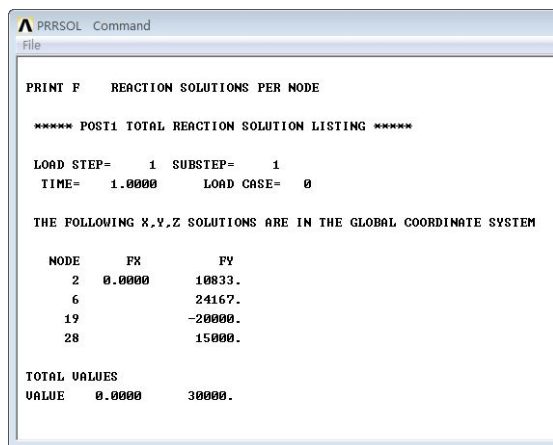 PRRSOL Command
File
PRINT F REACTION SOLUTIONS PER NODE
***** POST1 TOTAL REACTION SOLUTION LISTING *****
LOAD STEP= 1 SUBSTEP= 1
TIME= 1.0000 LOAD CASE= 0
THE FOLLOWING X,Y,Z SOLUTIONS ARE IN THE GLOBAL COORDINATE SYSTEM
NODE FX FY
2 0.0000 10833.
6 24167.
19 -20000.
28 15000.
TOTAL VALUES
VALUE 0.0000 30000.